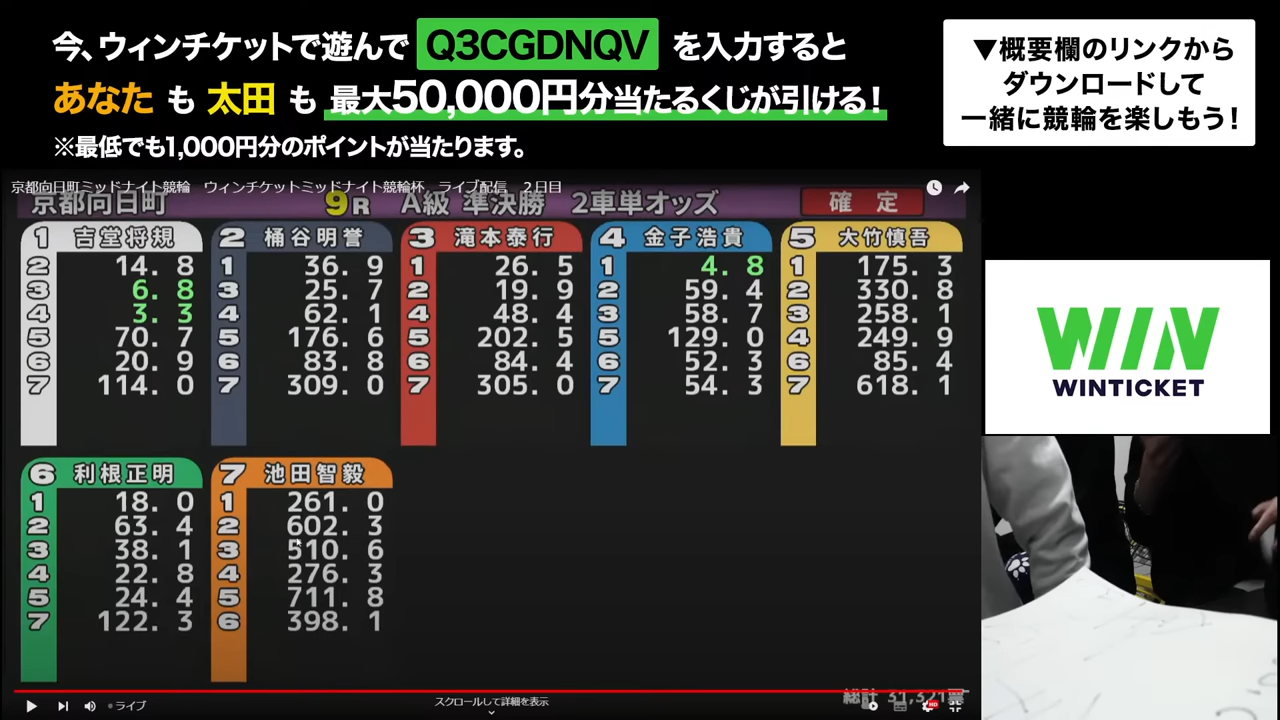 今、ウィンチケットで遊んで Q3CGDNQV を入力すると
あなた も 太田 も 最大50,000円分当たるくじが引ける!
※最低でも1,000円分のポイントが当たります。
▼概要欄のリンクから
ダウンロードして
一緒に競輪を楽しもう!
京都向日町ミッドナイト競輪 ウィンチケットミッドナイト競輪杯 ライブ配信 2日目
京都向日町 9R A級 準決勝 2車単オッズ 確定
1 吉堂将規
2 14.8
3 6.8
4 3.3
5 70.7
6 20.9
7 114.0
2 桶谷明誉
1 36.9
3 25.7
4 62.1
5 176.6
6 83.8
7 309.0
3 滝本泰行
1 26.5
2 19.9
4 48.4
5 202.5
6 84.4
7 305.0
4 金子浩貴
1 4.8
2 59.4
3 58.7
5 129.0
6 52.3
7 54.3
5 大竹慎吾
1 175.3
2 330.8
3 258.1
4 249.9
6 85.4
7 618.1
6 利根正明
1 18.0
2 63.4
3 38.1
4 22.8
5 24.4
7 122.3
7 池田智毅
1 261.0
2 602.3
3 510.6
4 276.3
5 711.8
6 398.1
WIN
WINTICKET
総計 31,321票
ライブ
スクロールして詳細を表示
HD